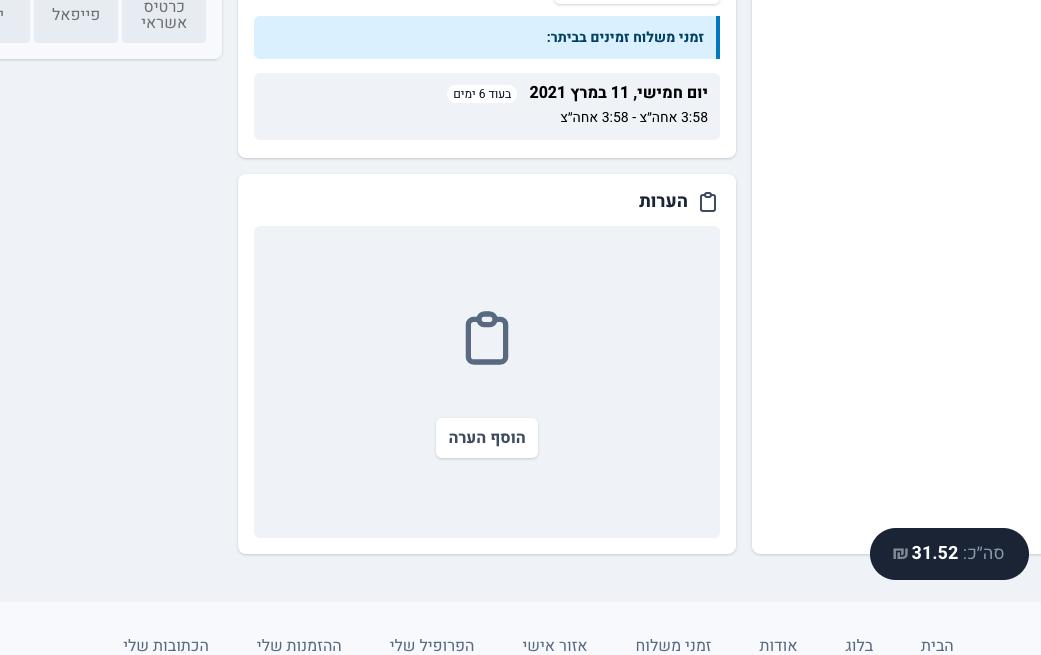 זמני משלוח זמינים בביתר:
יום חמישי, 11 במרץ 2021 בעוד 6 ימים
3:58 אחה״צ - 3:58 אחה״צ
הערות
הוסף הערה
כרטיס
אשראי
פייפאל
סה״כ: 31.52 ₪
הבית בלוג אודות זמני משלוח אזור אישי הפרופיל שלי ההזמנות שלי הכתובות שלי